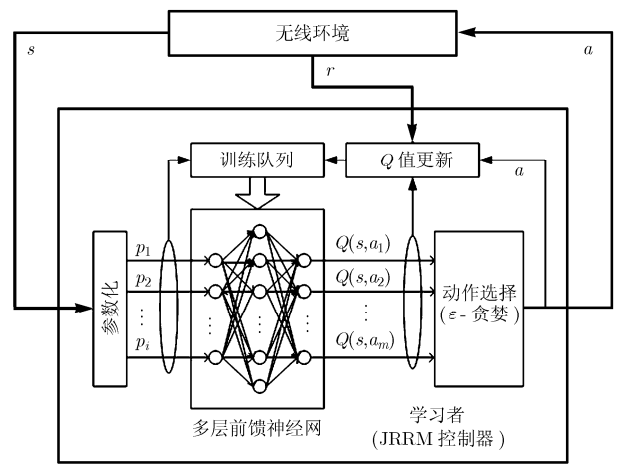 无线环境
s
a
r
训练队列
Q 值更新
a
参数化
p₁
p₂
⋮
pᵢ
Q(s,a₁)
Q(s,a₂)
⋮
Q(s,aₘ)
动作选择
(ε-贪婪)
多层前馈神经网
学习者
(JRRM 控制器)